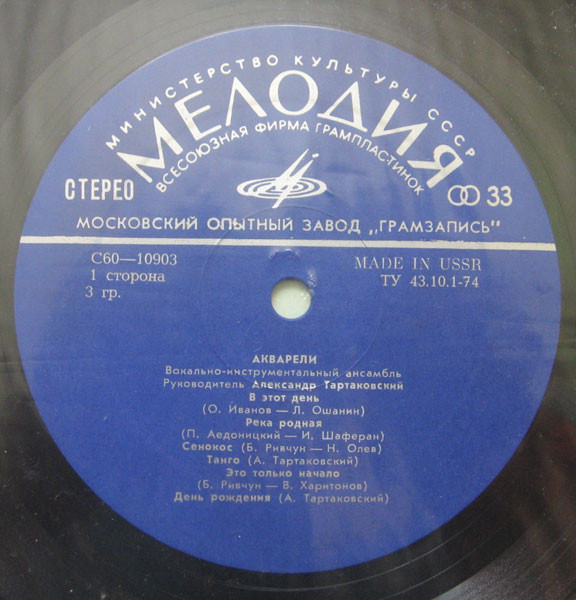 МИНИСТЕРСТВО КУЛЬТУРЫ СССР
МЕЛОДИЯ
ВСЕСОЮЗНАЯ ФИРМА ГРАМПЛАСТИНОК
СТЕРЕО
33
МОСКОВСКИЙ ОПЫТНЫЙ ЗАВОД „ГРАМЗАПИСЬ"
С60—10903
MADE IN USSR
1 сторона
ТУ 43.10.1-74
3 гр.
АКВАРЕЛИ
Вокально-инструментальный ансамбль
Руководитель Александр Тартаковский
В этот день
(О. Иванов — Л. Ошанин)
Река родная
(П. Аедоницкий — И. Шаферан)
Сенокос (Б. Ривчун — Н. Олев)
Танго (А. Тартаковский)
Это только начало
(Б. Ривчун — В. Харитонов)
День рождения (А. Тартаковский)